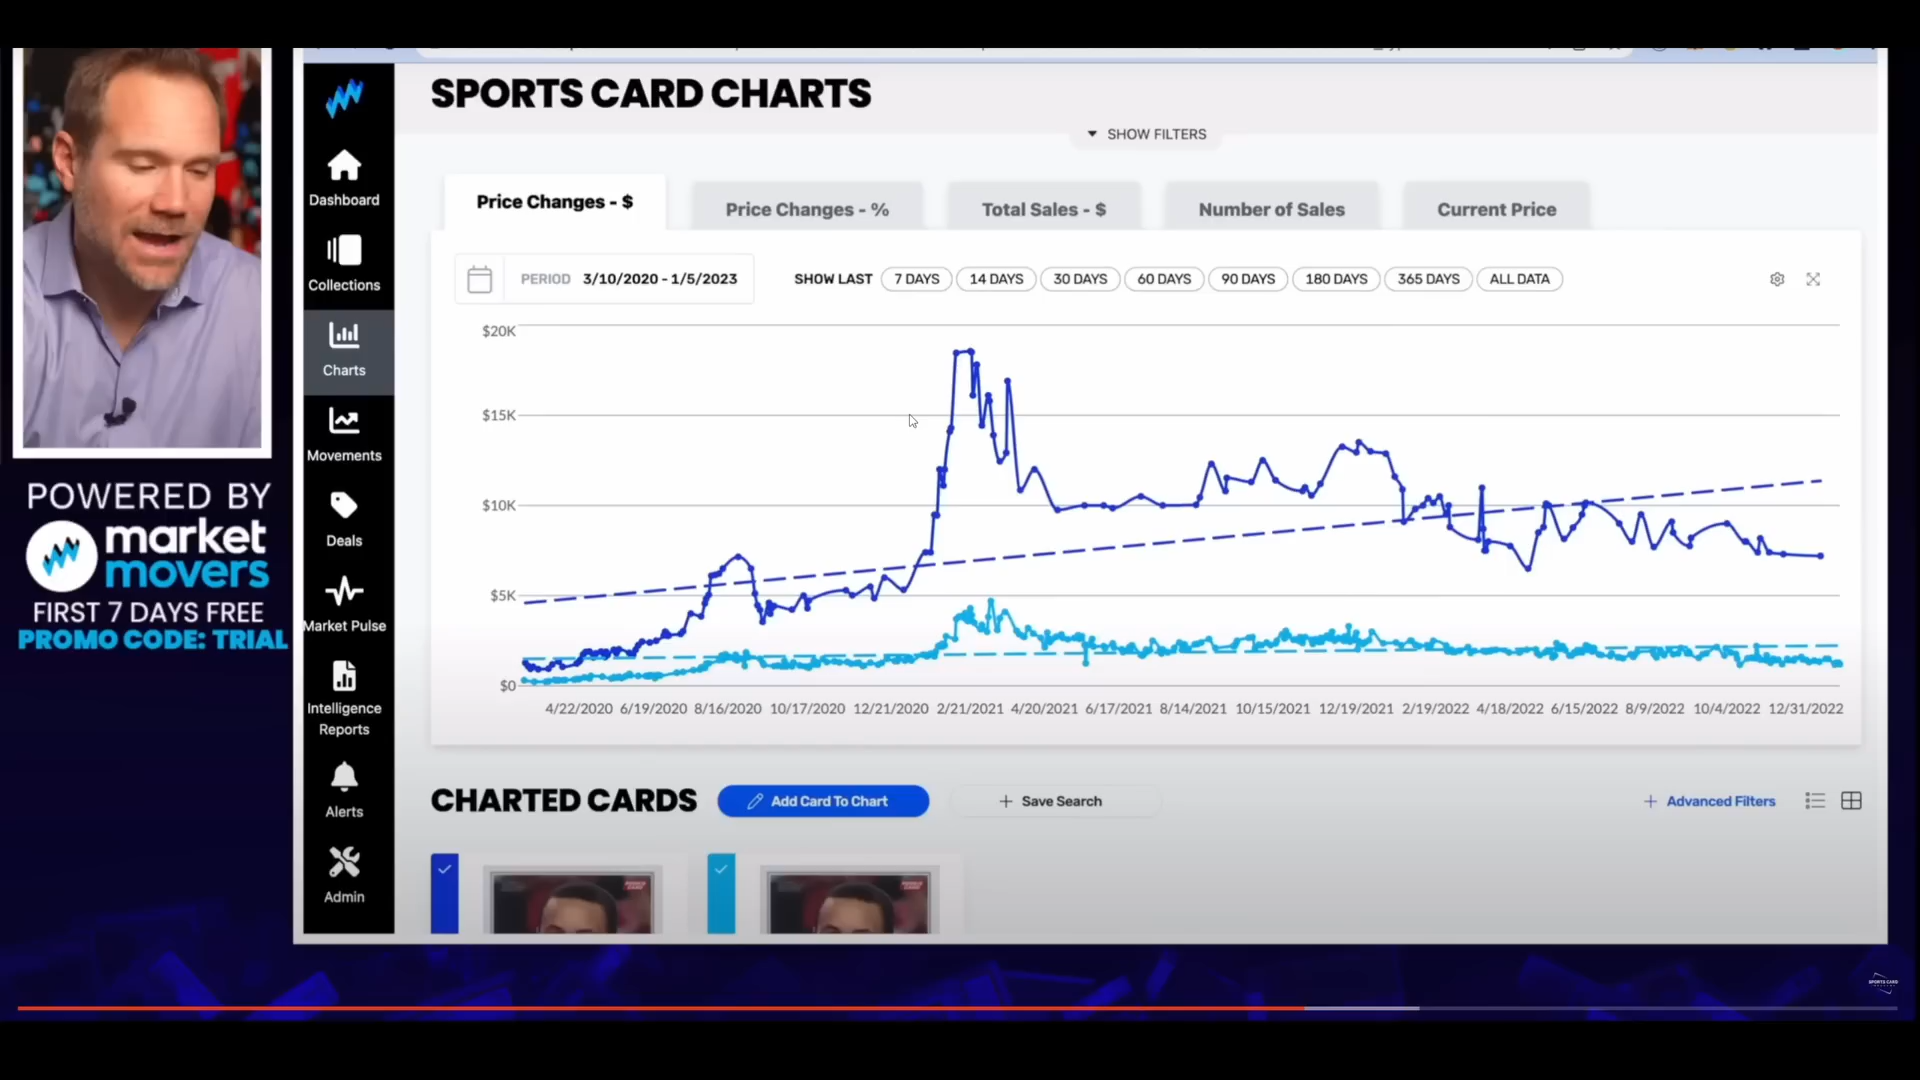 SPORTS CARD CHARTS
SHOW FILTERS
Dashboard
Collections
Charts
Movements
Deals
Market Pulse
Intelligence
Reports
Alerts
Admin
Price Changes - $
Price Changes - %
Total Sales - $
Number of Sales
Current Price
PERIOD 3/10/2020 - 1/5/2023
SHOW LAST 7 DAYS 14 DAYS 30 DAYS 60 DAYS 90 DAYS 180 DAYS 365 DAYS ALL DATA
$20K
$15K
$10K
$5K
$0
4/22/2020 6/19/2020 8/16/2020 10/17/2020 12/21/2020 2/21/2021 4/20/2021 6/17/2021 8/14/2021 10/15/2021 12/19/2021 2/19/2022 4/18/2022 6/15/2022 8/9/2022 10/4/2022 12/31/2022
CHARTED CARDS
Add Card To Chart
+ Save Search
+ Advanced Filters
POWERED BY
market
movers
FIRST 7 DAYS FREE
PROMO CODE: TRIAL
SPORTS CARD